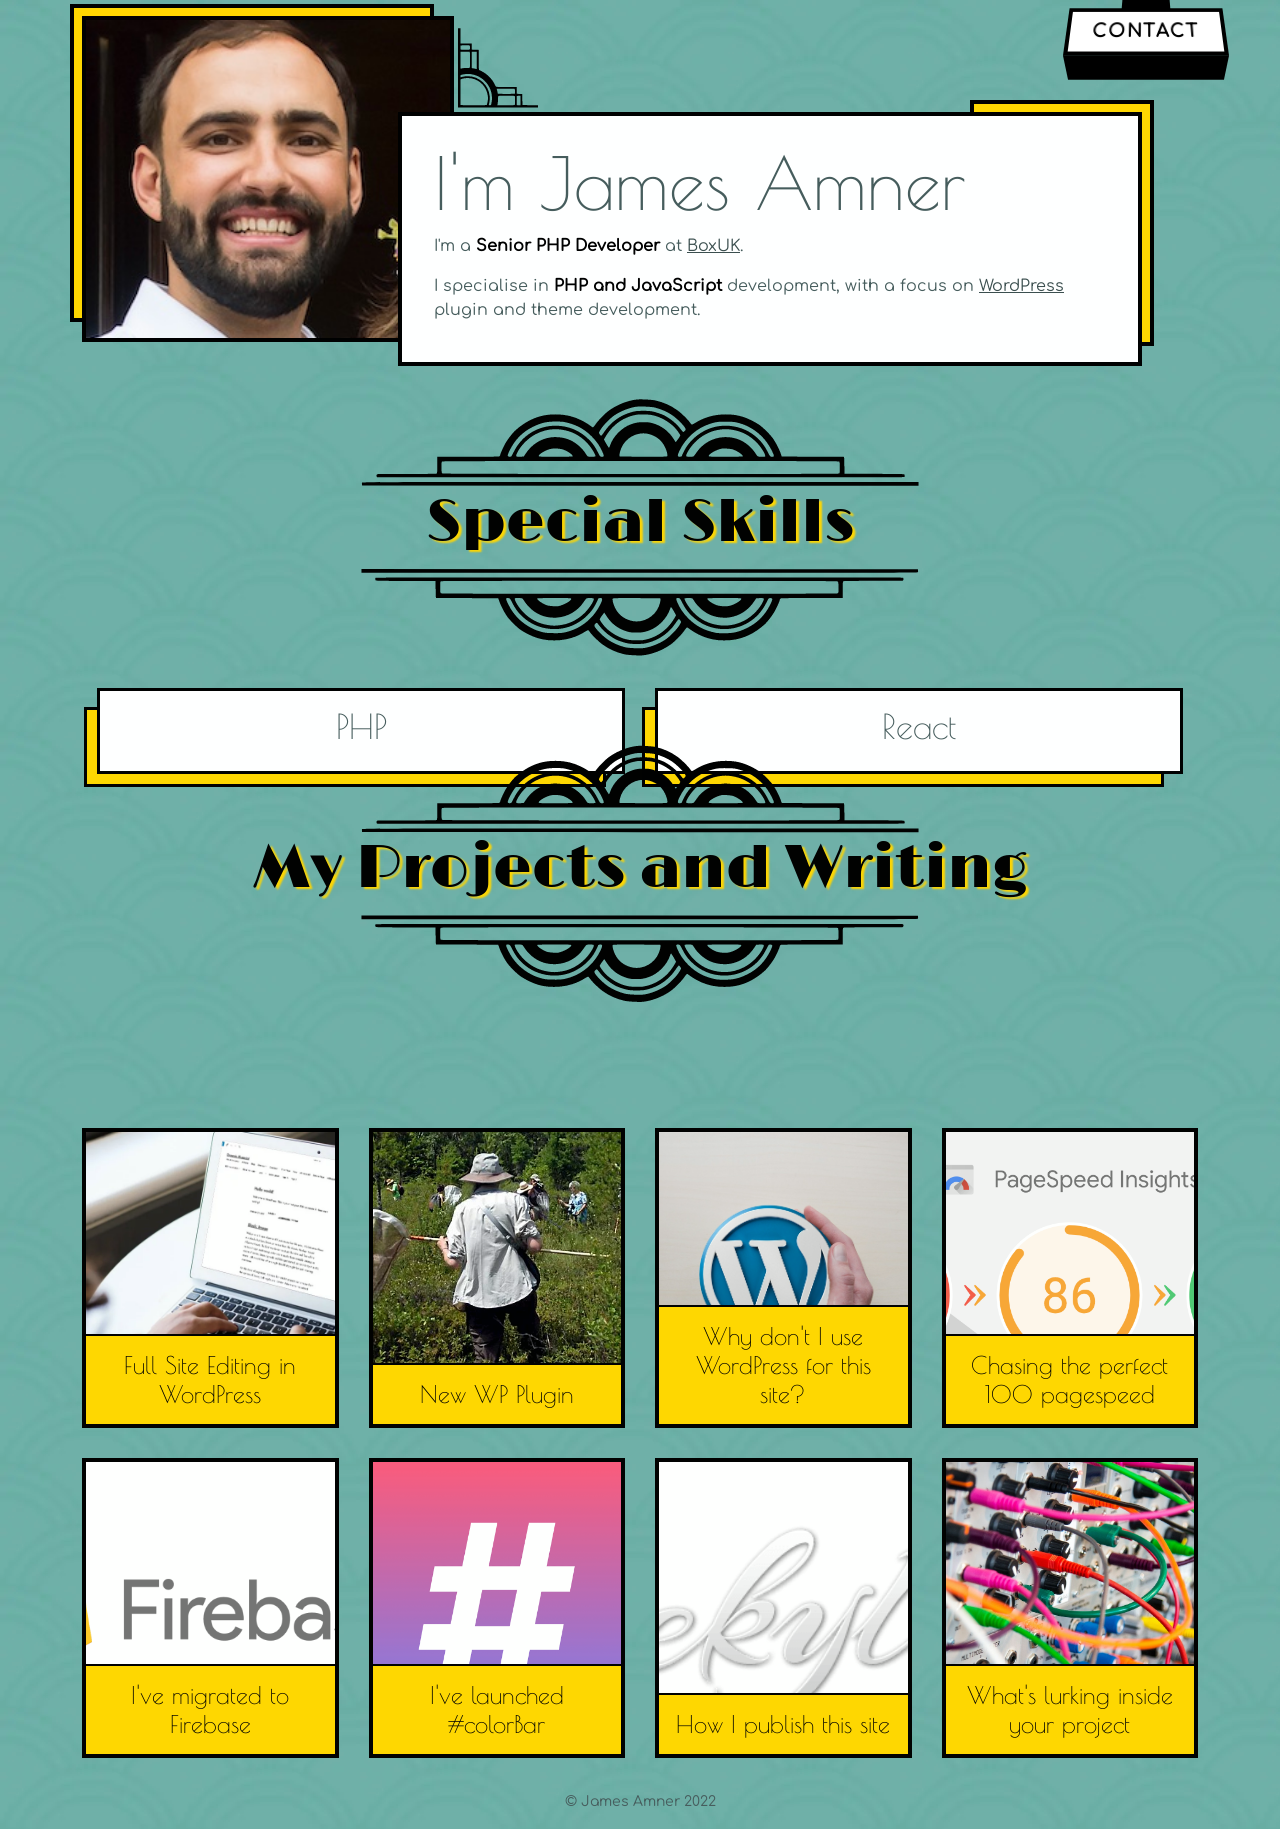 CONTACT
I'm James Amner
I'm a Senior PHP Developer at BoxUK.
I specialise in PHP and JavaScript development, with a focus on WordPress
plugin and theme development.
Special Skills
PHP
React
My Projects and Writing
PageSpeed Insights
86
Full Site Editing in
WordPress
New WP Plugin
Why don't I use
WordPress for this
site?
Chasing the perfect
100 pagespeed
Fireba
#
ekyl
I've migrated to
Firebase
I've launched
#colorBar
How I publish this site
What's lurking inside
your project
© James Amner 2022